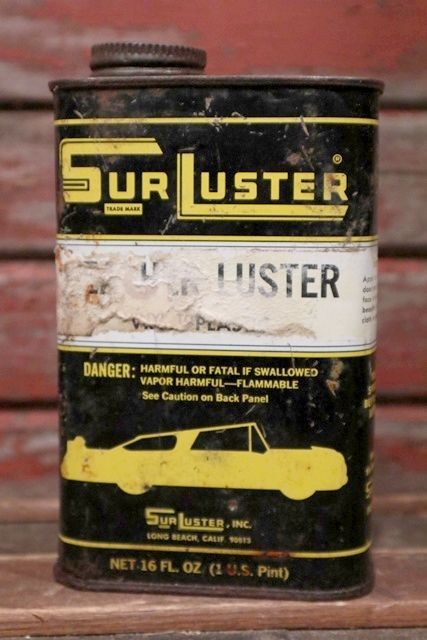 SUR LUSTER®
TRADE MARK
LUSTER
DANGER: HARMFUL OR FATAL IF SWALLOWED
VAPOR HARMFUL—FLAMMABLE
See Caution on Back Panel
SUR LUSTER, INC.
LONG BEACH, CALIF. 90813
NET 16 FL. OZ. (1 U.S. Pint)